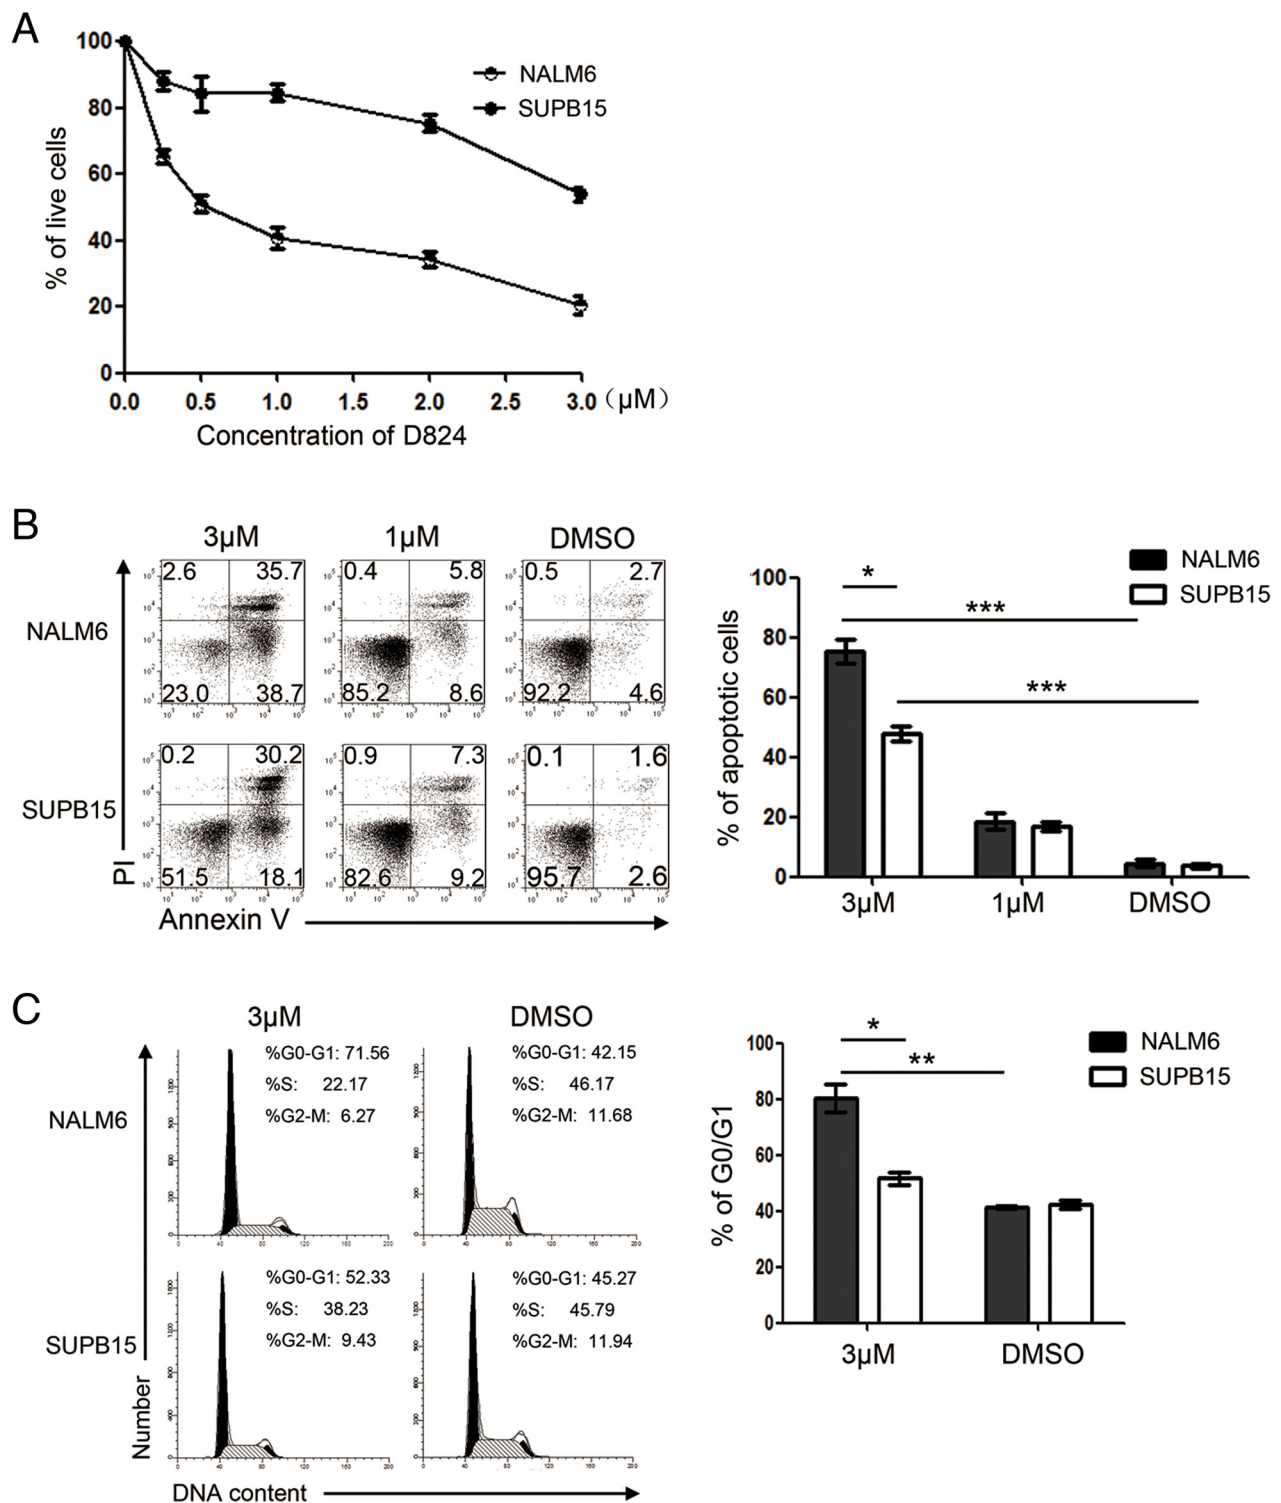 A
100
80
60
40
20
0
% of live cells
NALM6
SUPB15
0.0 0.5 1.0 1.5 2.0 2.5 3.0 (μM)
Concentration of D824
B
3μM 1μM DMSO
NALM6
2.6 35.7
23.0 38.7
0.4 5.8
85.2 8.6
0.5 2.7
92.2 4.6
SUPB15
0.2 30.2
51.5 18.1
0.9 7.3
82.6 9.2
0.1 1.6
95.7 2.6
PI
Annexin V
NALM6
SUPB15
100
80
60
40
20
0
% of apoptotic cells
*
***
***
3μM 1μM DMSO
C
3μM DMSO
NALM6
%G0-G1: 71.56
%S: 22.17
%G2-M: 6.27
%G0-G1: 42.15
%S: 46.17
%G2-M: 11.68
SUPB15
%G0-G1: 52.33
%S: 38.23
%G2-M: 9.43
%G0-G1: 45.27
%S: 45.79
%G2-M: 11.94
Number
DNA content
NALM6
SUPB15
100
80
60
40
20
0
% of G0/G1
*
**
3μM DMSO